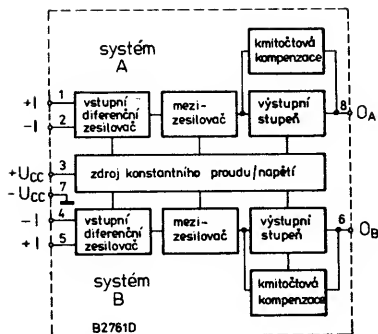 systém
A
kmitočtová
kompenzace
+I
1
vstupní
diferenční
zesilovač
mezi-
zesilovač
výstupní
stupeň
8
OA
-I
2
+UCC
3
zdroj konstantního proudu/napětí
-UCC
7
-I
4
vstupní
diferenční
zesilovač
mezi-
zesilovač
výstupní
stupeň
6
OB
+I
5
systém
B
kmitočtová
kompenzace
B2761D